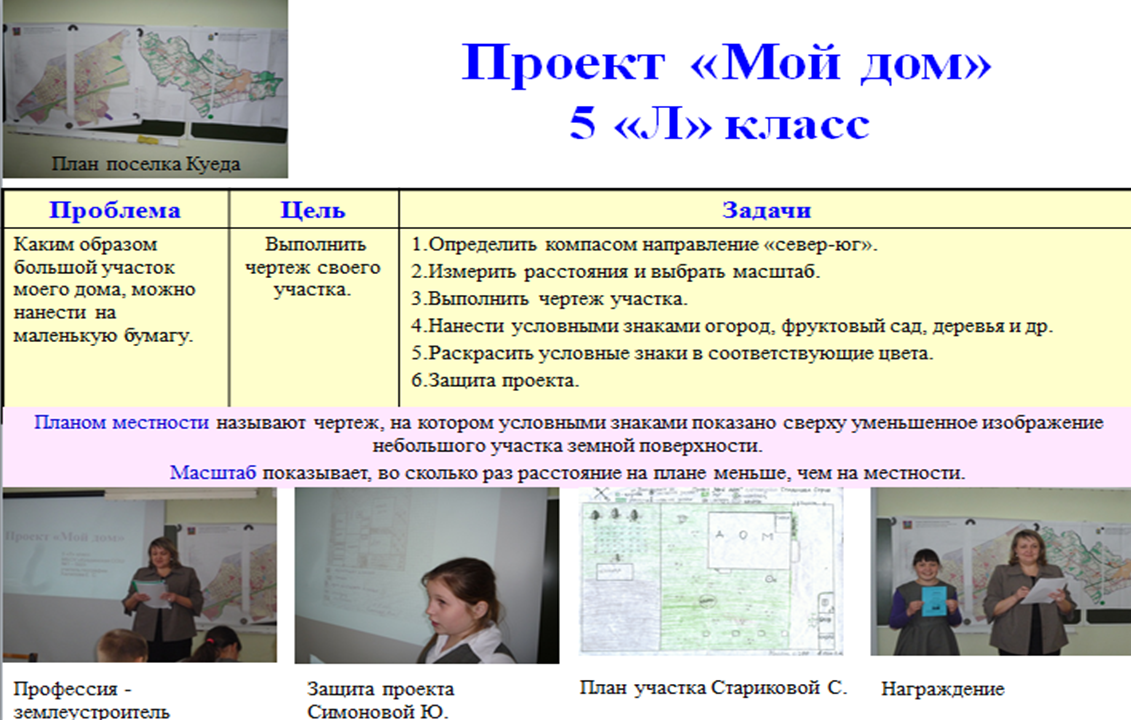 Проект «Мой дом»
5 «Л» класс
План поселка Куеда
Проблема
Цель
Задачи
Каким образом
большой участок
моего дома, можно
нанести на
маленькую бумагу.
Выполнить
чертеж своего
участка.
1.Определить компасом направление «север-юг».
2.Измерить расстояния и выбрать масштаб.
3.Выполнить чертеж участка.
4.Нанести условными знаками огород, фруктовый сад, деревья и др.
5.Раскрасить условные знаки в соответствующие цвета.
6.Защита проекта.
Планом местности называют чертеж, на котором условными знаками показано сверху уменьшенное изображение
небольшого участка земной поверхности.
Масштаб показывает, во сколько раз расстояние на плане меньше, чем на местности.
Проект «Мой дом»
ДОМ
Профессия -
землеустроитель
Защита проекта
Симоновой Ю.
План участка Стариковой С.
Награждение